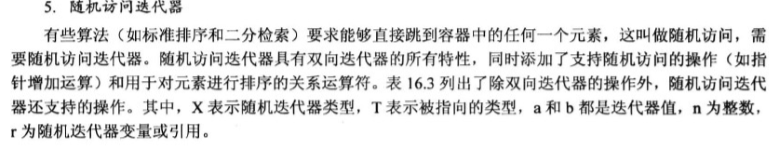 5. 随机访问迭代器
有些算法（如标准排序和二分检索）要求能够直接跳到容器中的任何一个元素，这叫做随机访问，需
要随机访问迭代器。随机访问迭代器具有双向迭代器的所有特性，同时添加了支持随机访问的操作（如指
针增加运算）和用于对元素进行排序的关系运算符。表 16.3 列出了除双向迭代器的操作外，随机访问迭代
器还支持的操作。其中，X 表示随机迭代器类型，T 表示被指向的类型，a 和 b 都是迭代器值，n 为整数，
r 为随机迭代器变量或引用。